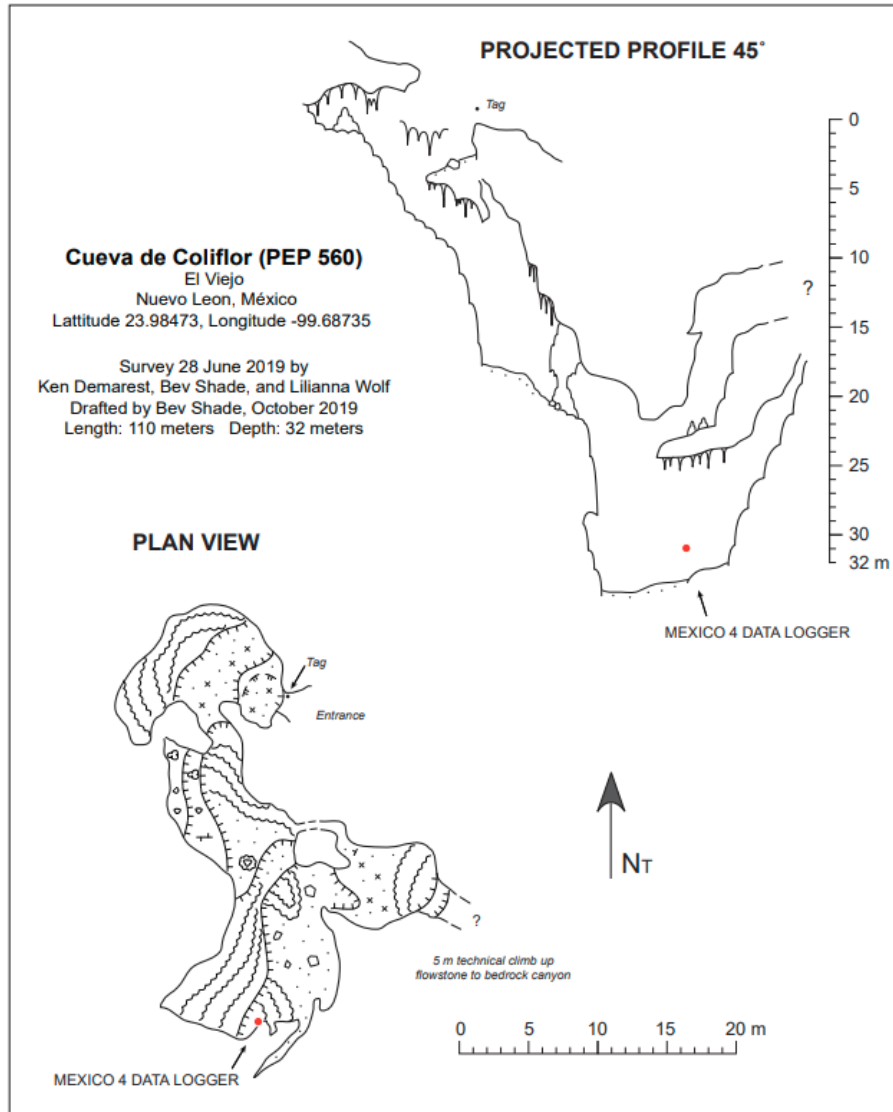 PROJECTED PROFILE 45°
Tag
0
5
10
15
20
25
30
32 m
?
Cueva de Coliflor (PEP 560)
El Viejo
Nuevo Leon, México
Lattitude 23.98473, Longitude -99.68735
Survey 28 June 2019 by
Ken Demarest, Bev Shade, and Lilianna Wolf
Drafted by Bev Shade, October 2019
Length: 110 meters Depth: 32 meters
MEXICO 4 DATA LOGGER
PLAN VIEW
Tag
Entrance
NT
?
5 m technical climb up
flowstone to bedrock canyon
0 5 10 15 20 m
MEXICO 4 DATA LOGGER